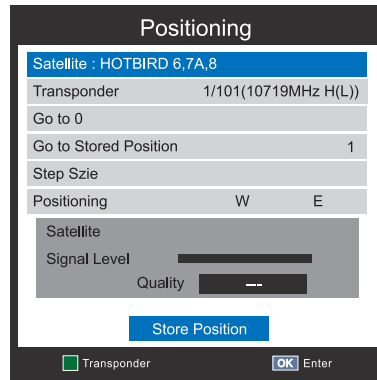 Positioning
Satellite : HOTBIRD 6,7A,8
Transponder 1/101(10719MHz H(L))
Go to 0
Go to Stored Position 1
Step Szie
Positioning W E
Satellite
Signal Level
Quality ---
Store Position
Transponder OK Enter